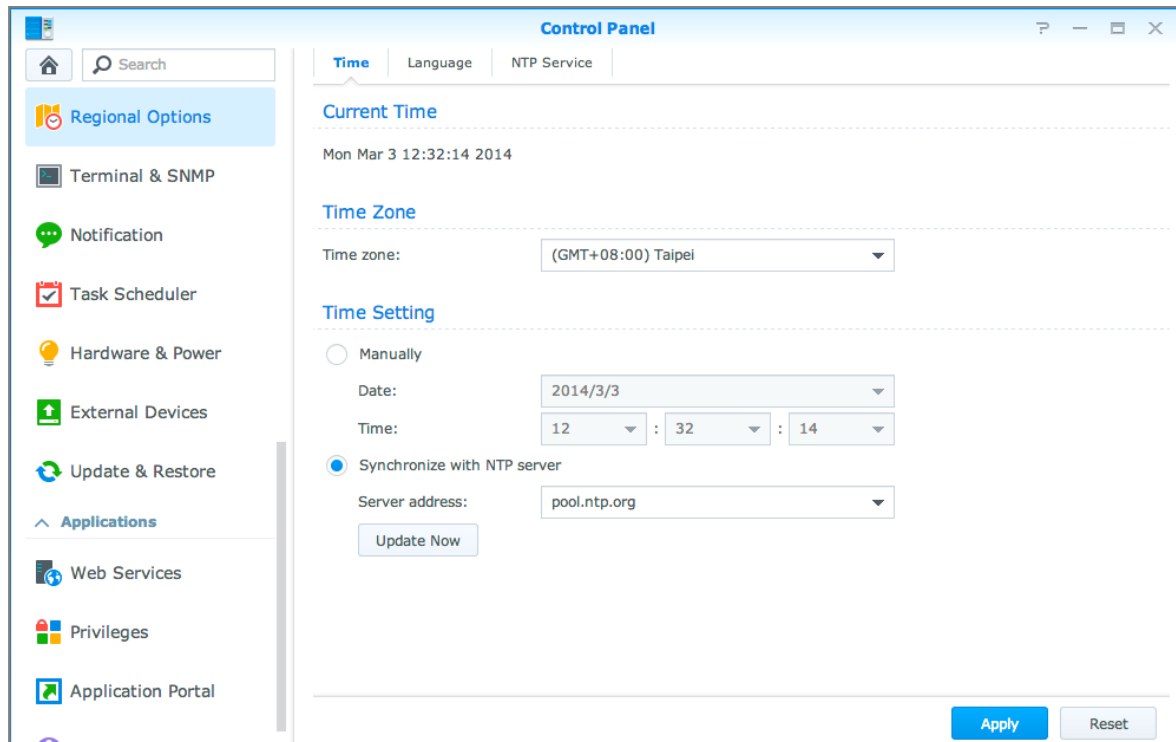 Control Panel
Search
Time Language NTP Service
Regional Options
Terminal & SNMP
Notification
Task Scheduler
Hardware & Power
External Devices
Update & Restore
Applications
Web Services
Privileges
Application Portal
Current Time
Mon Mar 3 12:32:14 2014
Time Zone
Time zone: (GMT+08:00) Taipei
Time Setting
Manually
Date: 2014/3/3
Time: 12 : 32 : 14
Synchronize with NTP server
Server address: pool.ntp.org
Update Now
Apply Reset